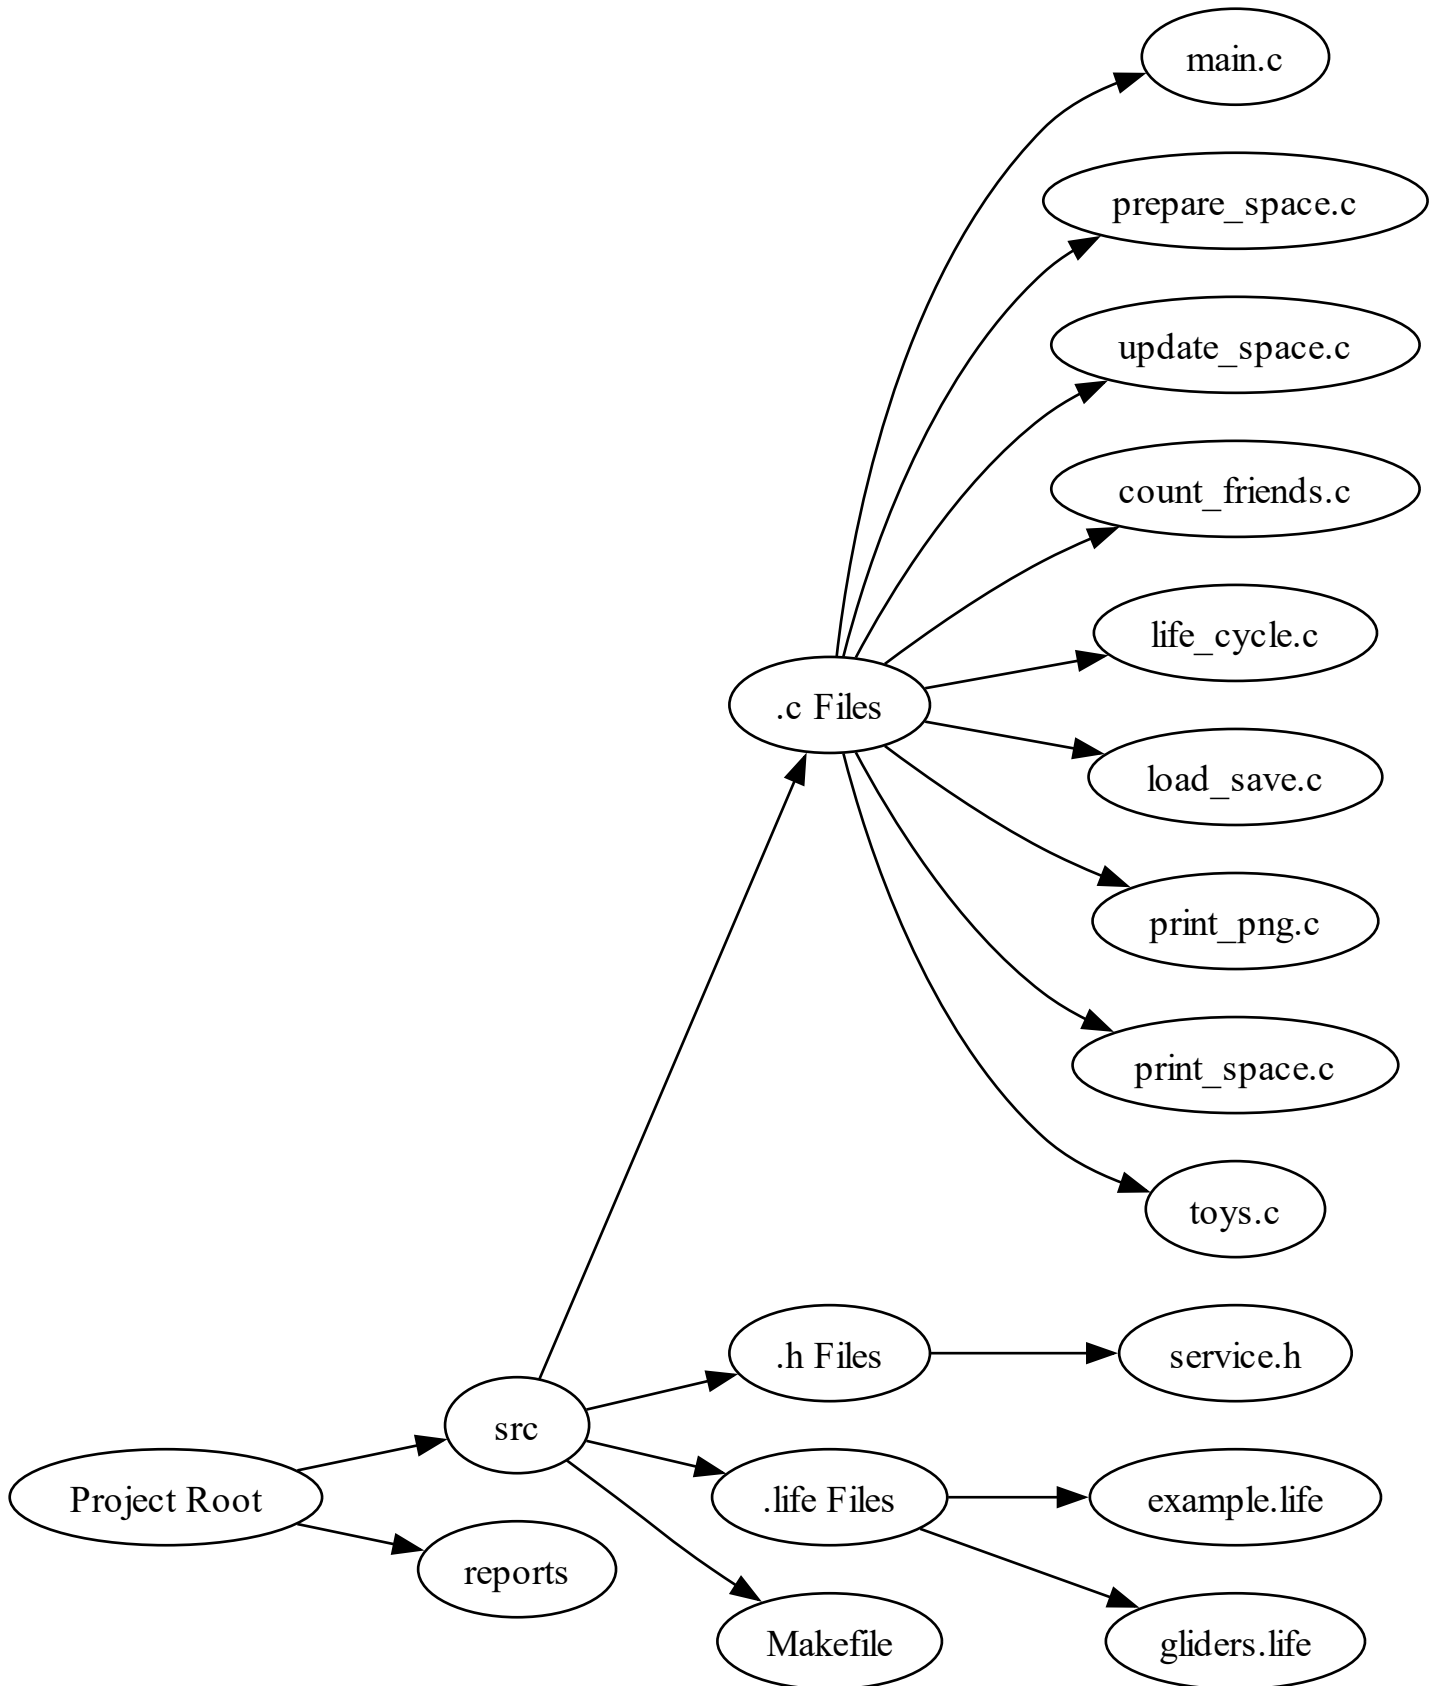 main.c
prepare_space.c
update_space.c
count_friends.c
life_cycle.c
.c Files
load_save.c
print_png.c
print_space.c
toys.c
.h Files
service.h
src
Project Root
.life Files
example.life
reports
Makefile
gliders.life